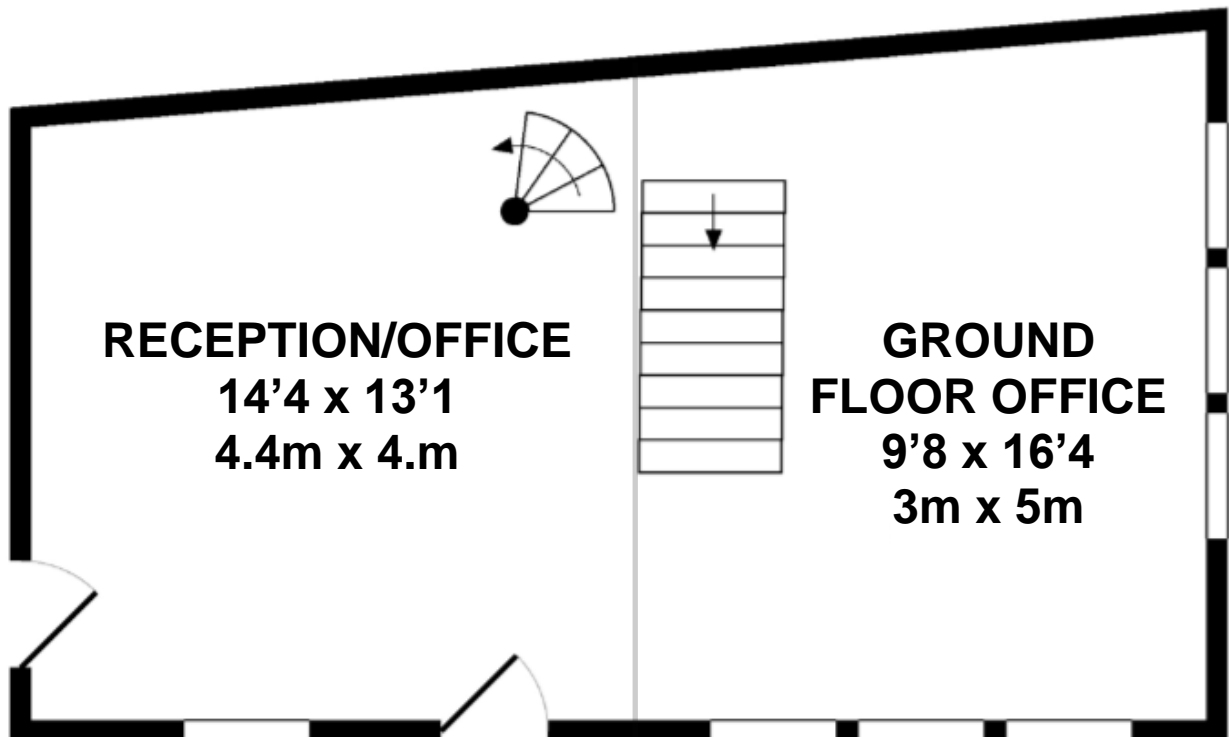 RECEPTION/OFFICE
14’4 x 13’1
4.4m x 4.m
GROUND
FLOOR OFFICE
9’8 x 16’4
3m x 5m